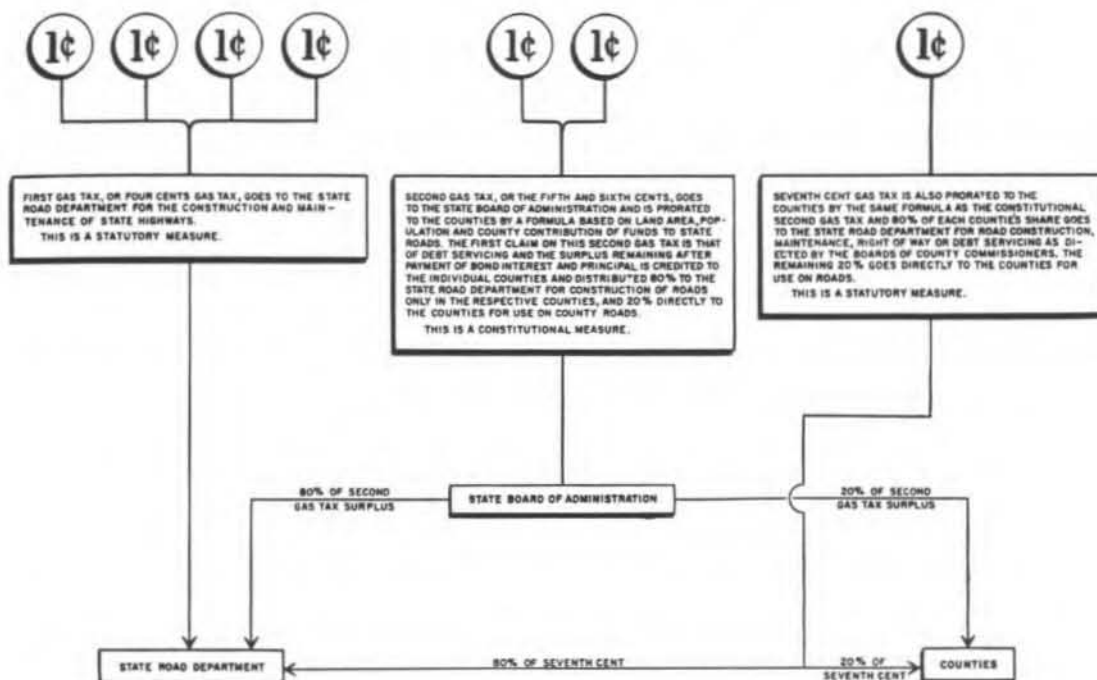 1¢ 1¢ 1¢ 1¢ 1¢ 1¢ 1¢
FIRST GAS TAX, OR FOUR CENTS GAS TAX, GOES TO THE STATE
ROAD DEPARTMENT FOR THE CONSTRUCTION AND MAIN-
TENANCE OF STATE HIGHWAYS.
THIS IS A STATUTORY MEASURE.
SECOND GAS TAX, OR THE FIFTH AND SIXTH CENTS, GOES
TO THE STATE BOARD OF ADMINISTRATION AND IS PRORATED
TO THE COUNTIES BY A FORMULA BASED ON LAND AREA, POP-
ULATION AND COUNTY CONTRIBUTION OF FUNDS TO STATE
ROADS. THE FIRST CLAIM ON THIS SECOND GAS TAX IS THAT
OF DEBT SERVICING AND THE SURPLUS REMAINING AFTER
PAYMENT OF BOND INTEREST AND PRINCIPAL IS CREDITED TO
THE INDIVIDUAL COUNTIES AND DISTRIBUTED 80% TO THE
STATE ROAD DEPARTMENT FOR CONSTRUCTION OF ROADS
ONLY IN THE RESPECTIVE COUNTIES, AND 20% DIRECTLY TO
THE COUNTIES FOR USE ON COUNTY ROADS.
THIS IS A CONSTITUTIONAL MEASURE.
SEVENTH CENT GAS TAX IS ALSO PRORATED TO THE
COUNTIES BY THE SAME FORMULA AS THE CONSTITUTIONAL
SECOND GAS TAX AND 80% OF EACH COUNTIE'S SHARE GOES
TO THE STATE ROAD DEPARTMENT FOR ROAD CONSTRUCTION,
MAINTENANCE, RIGHT OF WAY OR DEBT SERVICING AS DI-
RECTED BY THE BOARDS OF COUNTY COMMISSIONERS. THE
REMAINING 20% GOES DIRECTLY TO THE COUNTIES FOR
USE ON ROADS.
THIS IS A STATUTORY MEASURE.
80% OF SECOND
GAS TAX SURPLUS
STATE BOARD OF ADMINISTRATION
20% OF SECOND
GAS TAX SURPLUS
STATE ROAD DEPARTMENT
80% OF SEVENTH CENT
20% OF
SEVENTH CENT
COUNTIES